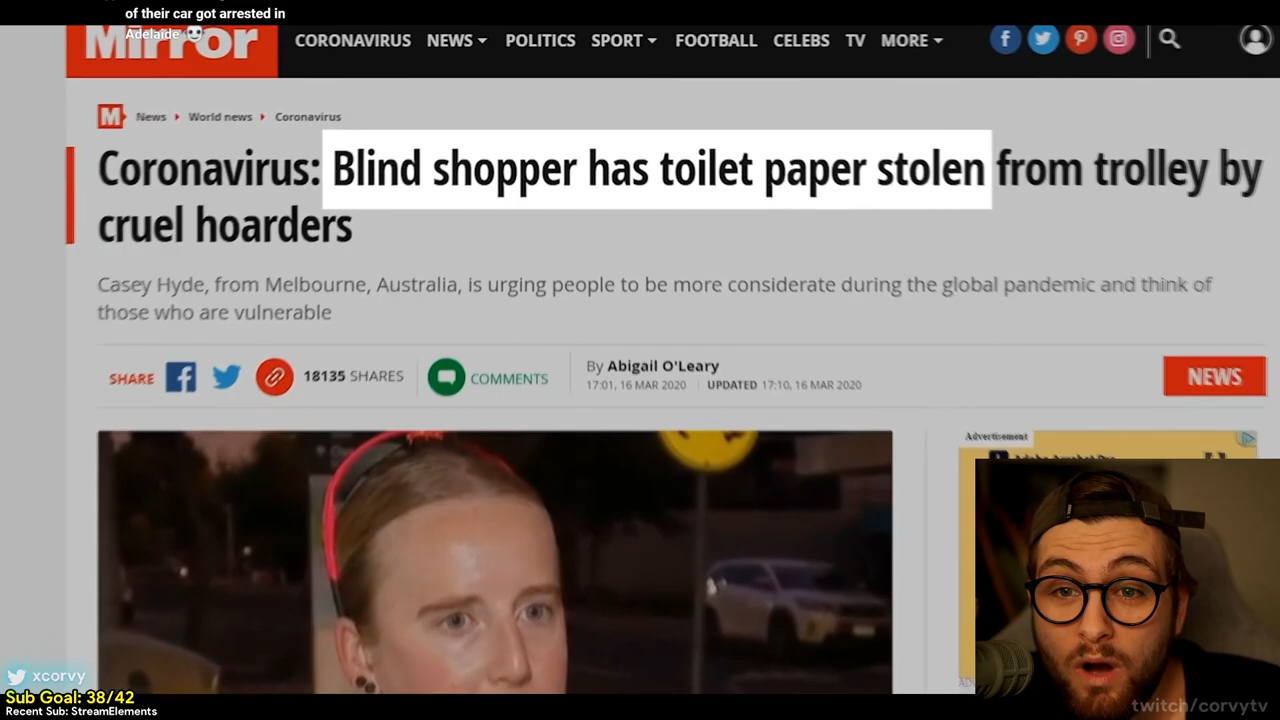 of their car got arrested in
Adelaide
Mirror
CORONAVIRUS NEWS POLITICS SPORT FOOTBALL CELEBS TV MORE
M News World news Coronavirus
Coronavirus: Blind shopper has toilet paper stolen from trolley by
cruel hoarders
Casey Hyde, from Melbourne, Australia, is urging people to be more considerate during the global pandemic and think of
those who are vulnerable
SHARE 18135 SHARES COMMENTS
By Abigail O'Leary
17:01, 16 MAR 2020 UPDATED 17:10, 16 MAR 2020
NEWS
Advertisement
xcorvy
Sub Goal: 38/42
Recent Sub: StreamElements
twitch/corvytv